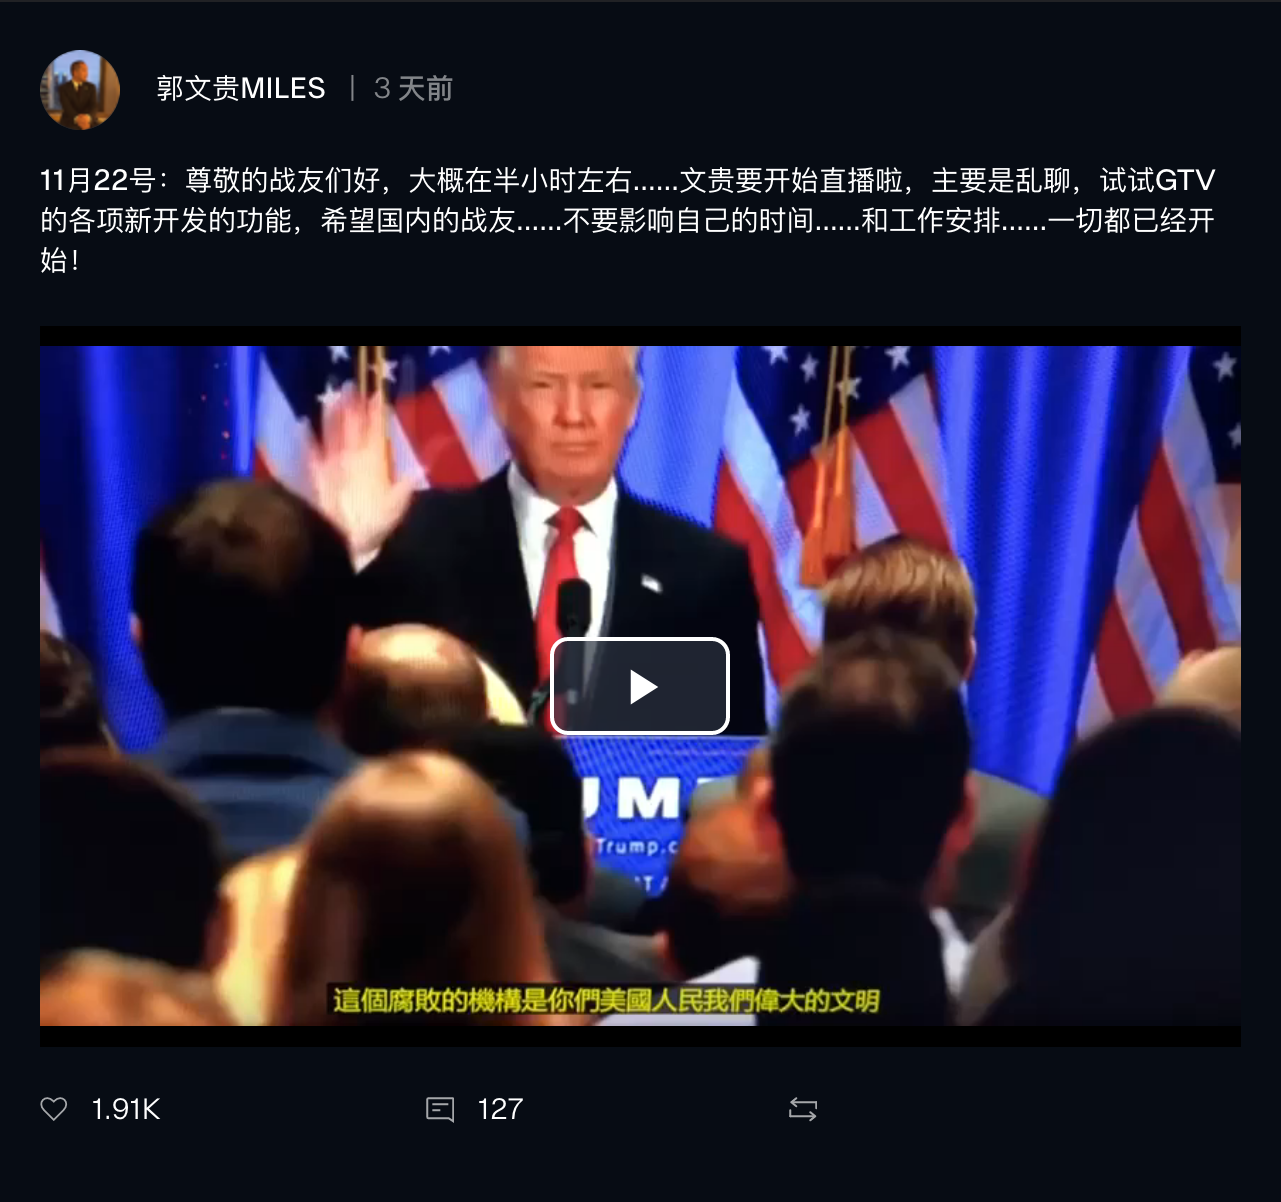 郭文贵MILES | 3 天前
11月22号：尊敬的战友们好，大概在半小时左右……文贵要开始直播啦，主要是乱聊，试试GTV
的各项新开发的功能，希望国内的战友……不要影响自己的时间……和工作安排……一切都已经开
始！
UM
Trump.c
這個腐敗的機構是你們美國人民我們偉大的文明
1.91K
127